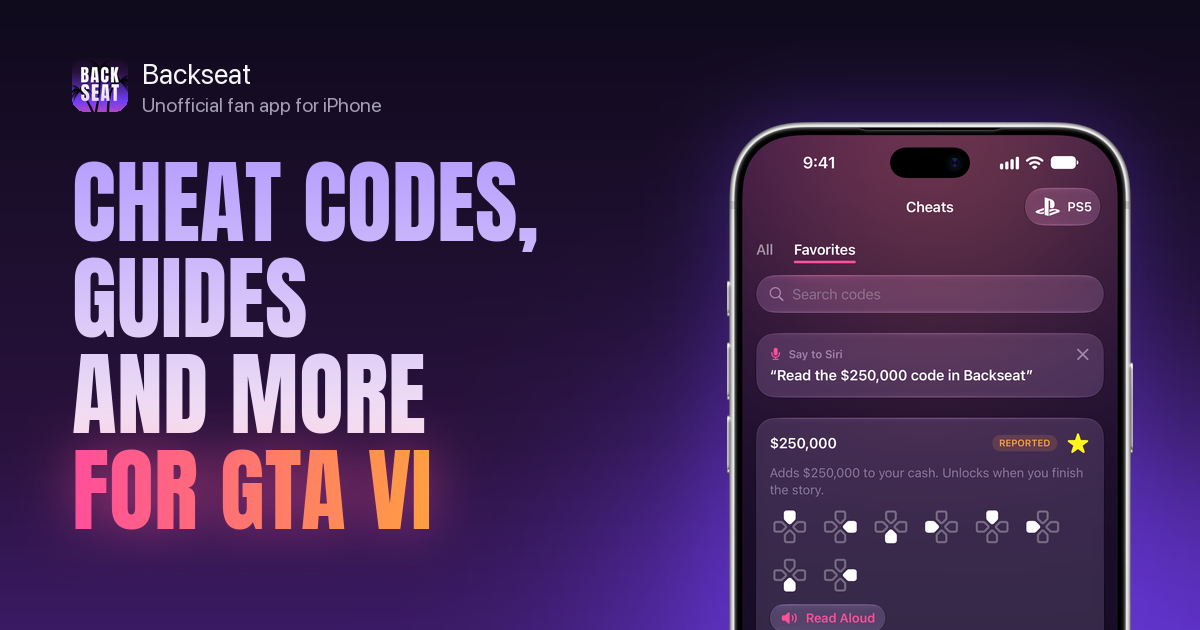 BACK
SEAT
Backseat
Unofficial fan app for iPhone
CHEAT CODES,
GUIDES
AND MORE
FOR GTA VI
9:41
Cheats
PS5
All Favorites
Search codes
Say to Siri
“Read the $250,000 code in Backseat”
$250,000 REPORTED
Adds $250,000 to your cash. Unlocks when you finish
the story.
Read Aloud